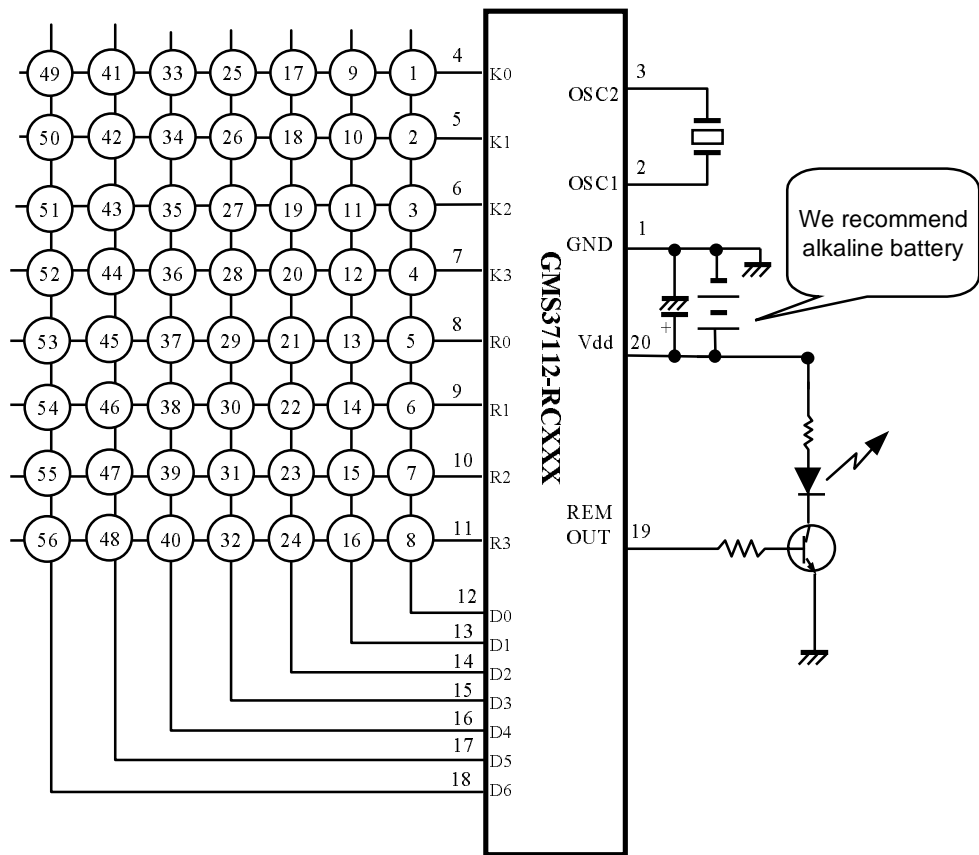 49 41 33 25 17 9 1 4 K0
50 42 34 26 18 10 2 5 K1
51 43 35 27 19 11 3 6 K2
52 44 36 28 20 12 4 7 K3
53 45 37 29 21 13 5 8 R0
54 46 38 30 22 14 6 9 R1
55 47 39 31 23 15 7 10 R2
56 48 40 32 24 16 8 11 R3
12 D0
13 D1
14 D2
15 D3
16 D4
17 D5
18 D6
GMS37112-RCXXX
OSC2 3
OSC1 2
GND 1
+
Vdd 20
REM
OUT 19
We recommend
alkaline battery